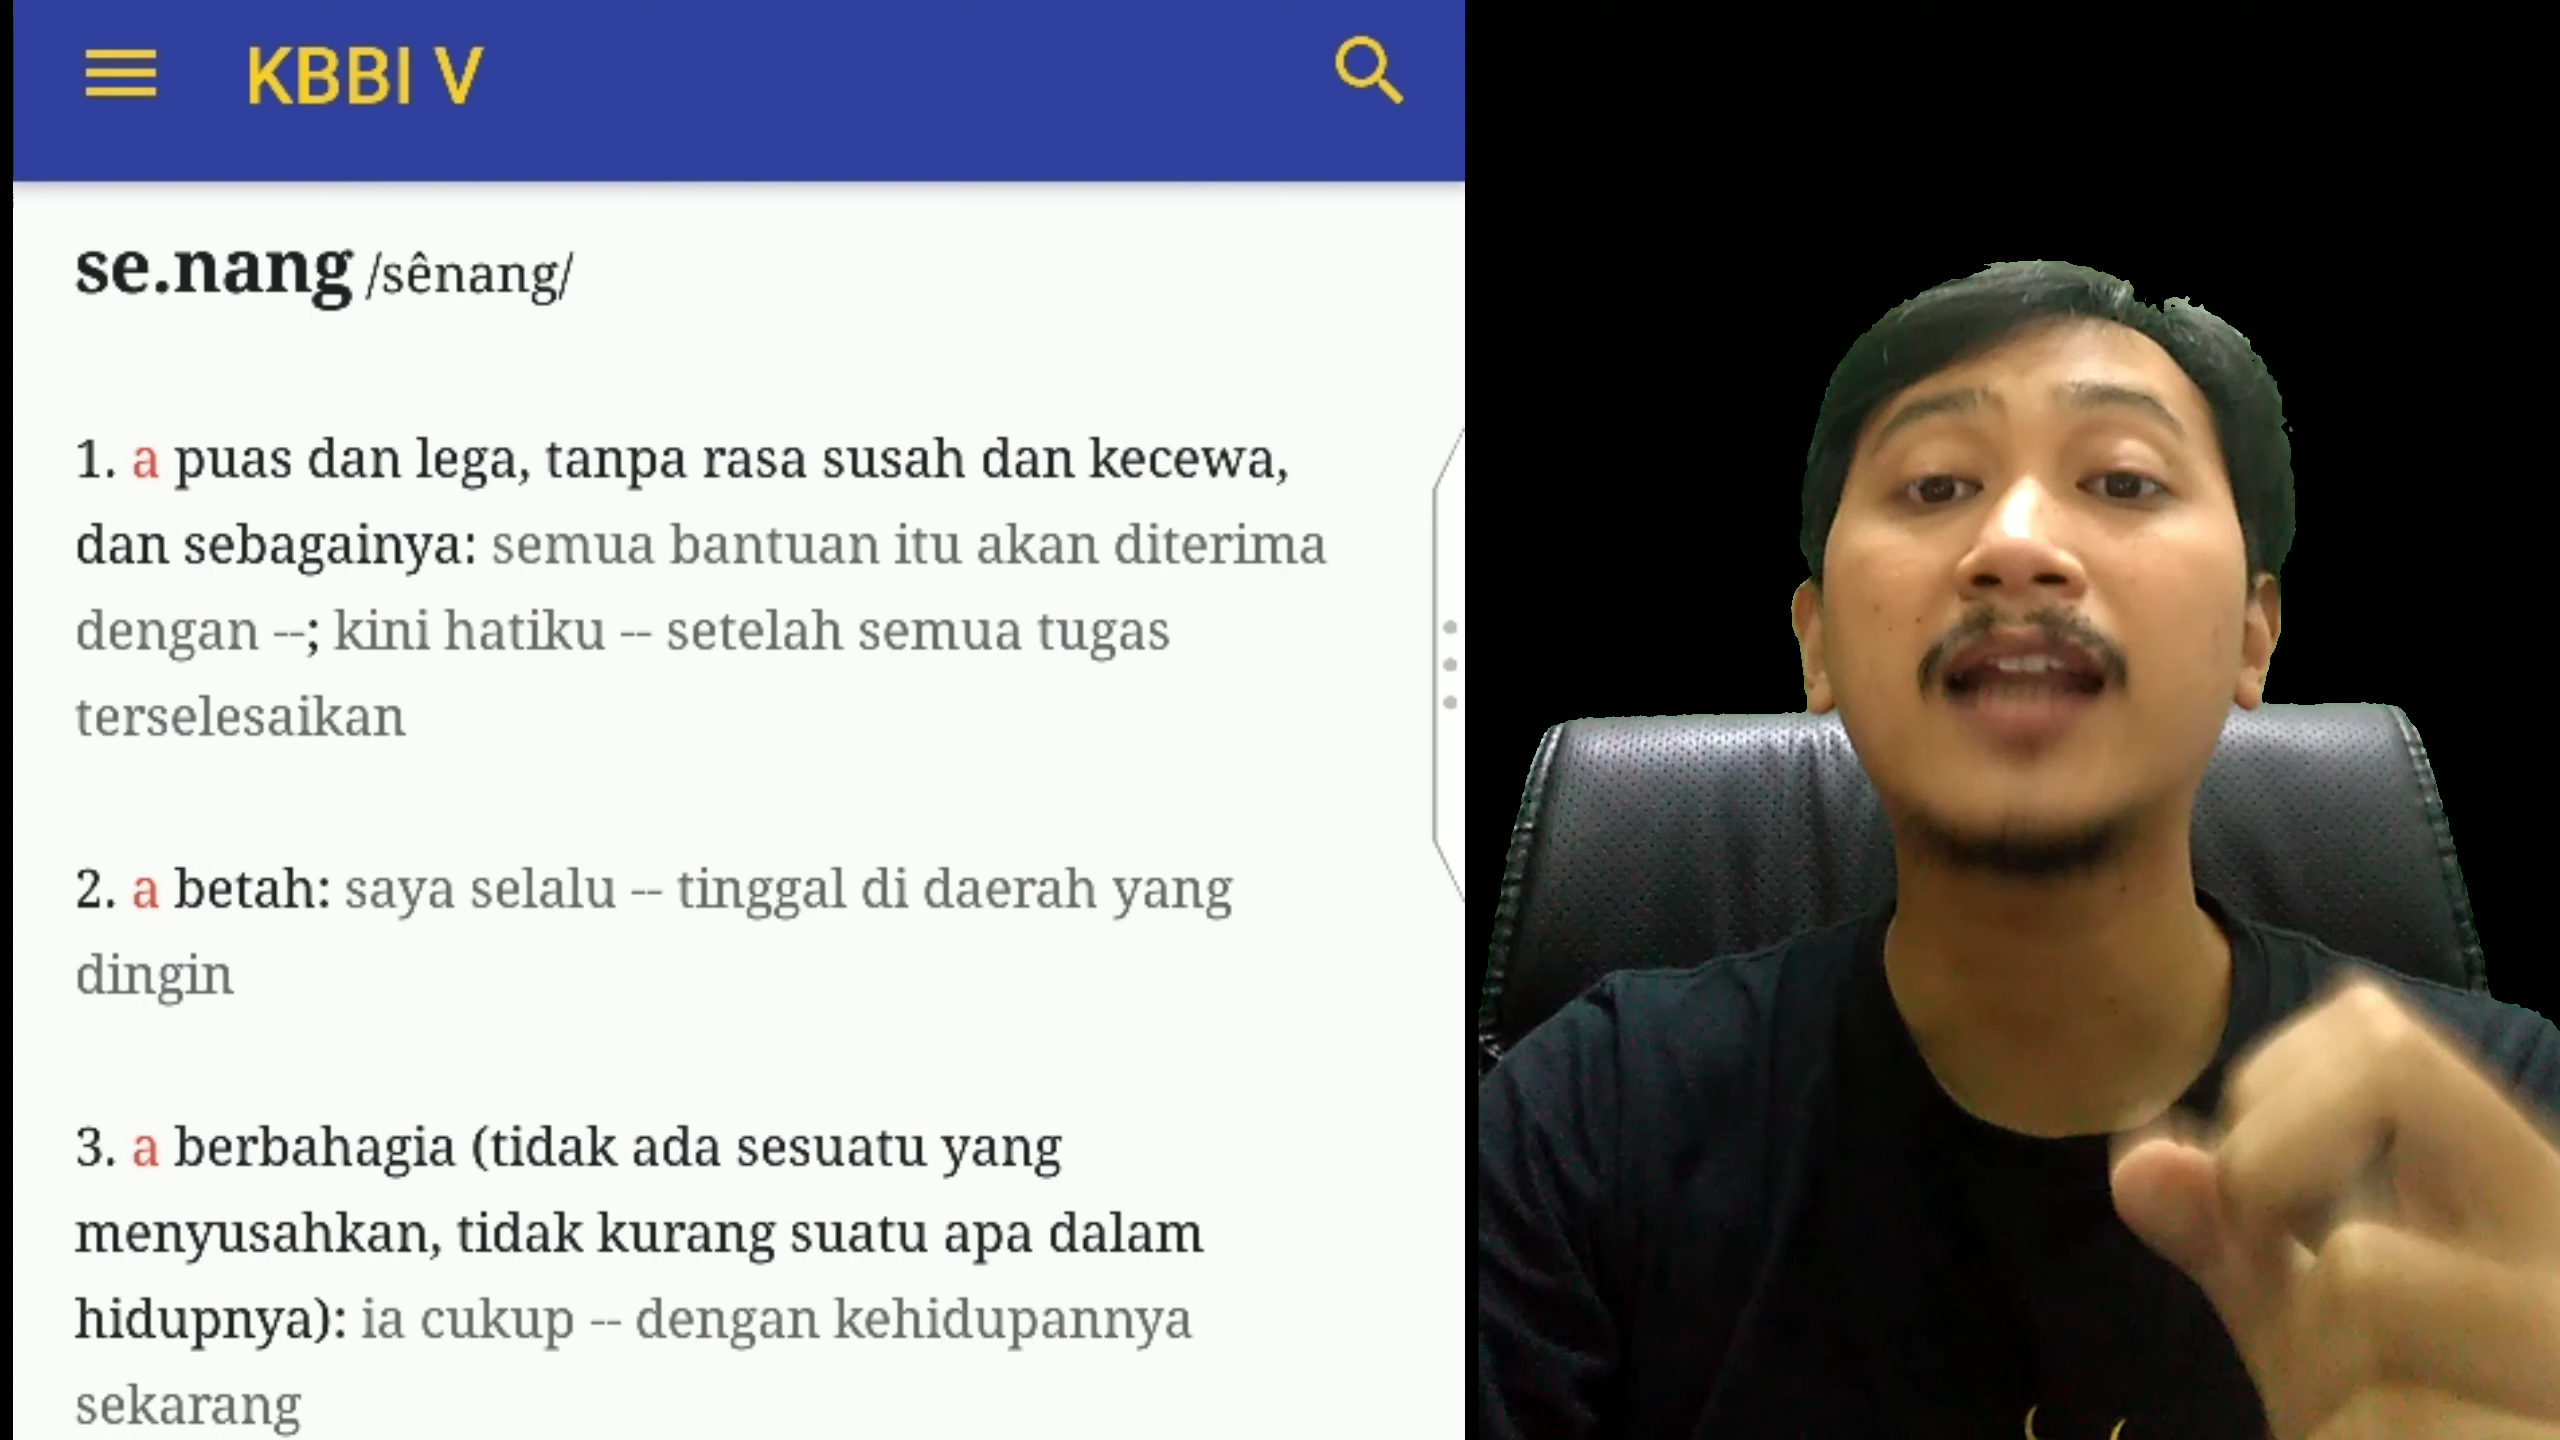 KBBI V
se.nang /sênang/
1. a puas dan lega, tanpa rasa susah dan kecewa,
dan sebagainya: semua bantuan itu akan diterima
dengan --; kini hatiku -- setelah semua tugas
terselesaikan
2. a betah: saya selalu -- tinggal di daerah yang
dingin
3. a berbahagia (tidak ada sesuatu yang
menyusahkan, tidak kurang suatu apa dalam
hidupnya): ia cukup -- dengan kehidupannya
sekarang